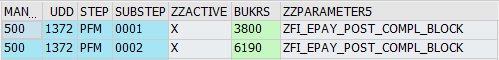 MAN.. UDD STEP SUBSTEP ZZACTIVE BUKRS ZZPARAMETER5
500 1372 PFM 0001 X 3800 ZFI_EPAY_POST_COMPL_BLOCK
500 1372 PFM 0002 X 6190 ZFI_EPAY_POST_COMPL_BLOCK